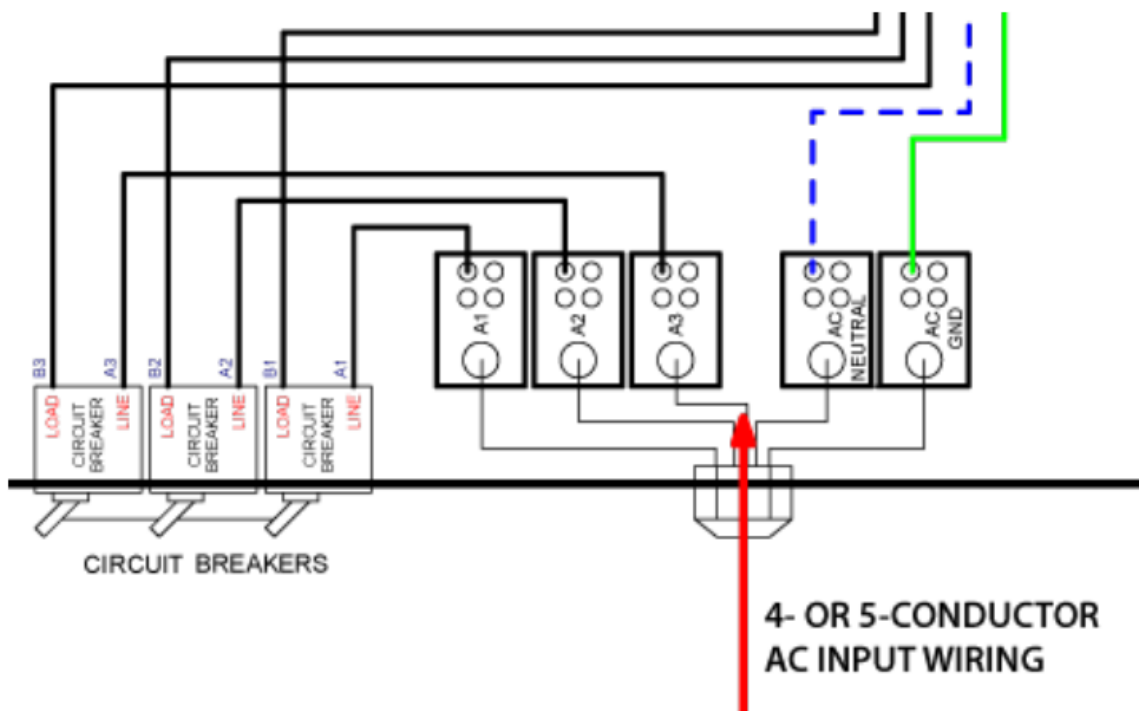 A1
A2
A3
AC
NEUTRAL
AC
GND
B3
A3
B2
A2
B1
A1
LOAD
CIRCUIT
BREAKER
LINE
LOAD
CIRCUIT
BREAKER
LINE
LOAD
CIRCUIT
BREAKER
LINE
CIRCUIT BREAKERS
4- OR 5-CONDUCTOR
AC INPUT WIRING